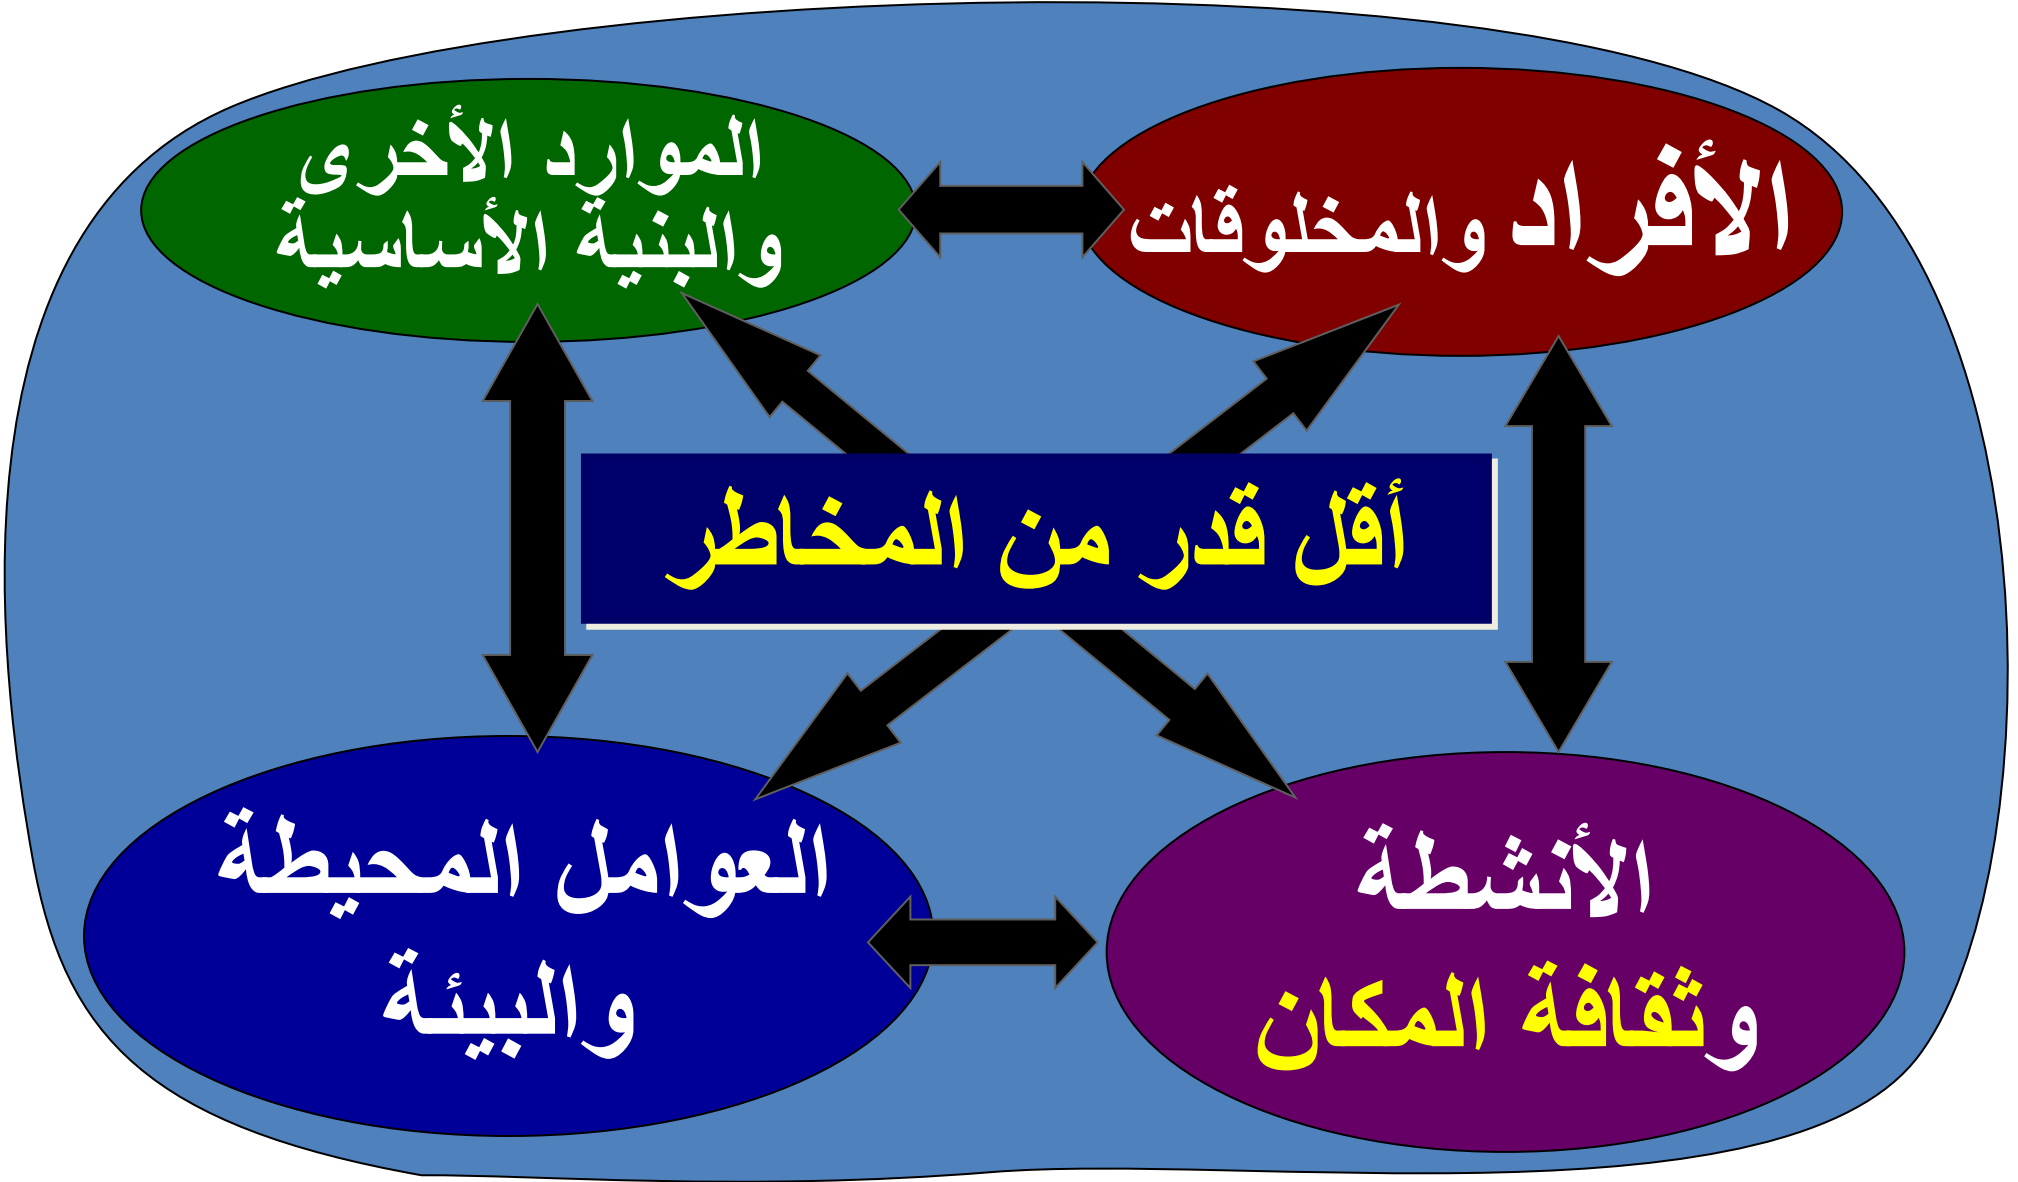 الأفراد والمخلوقات
الموارد الأخرى
والبنية الأساسية
أقل قدر من المخاطر
الأنشطة
وثقافة المكان
العوامل المحيطة
والبيئة